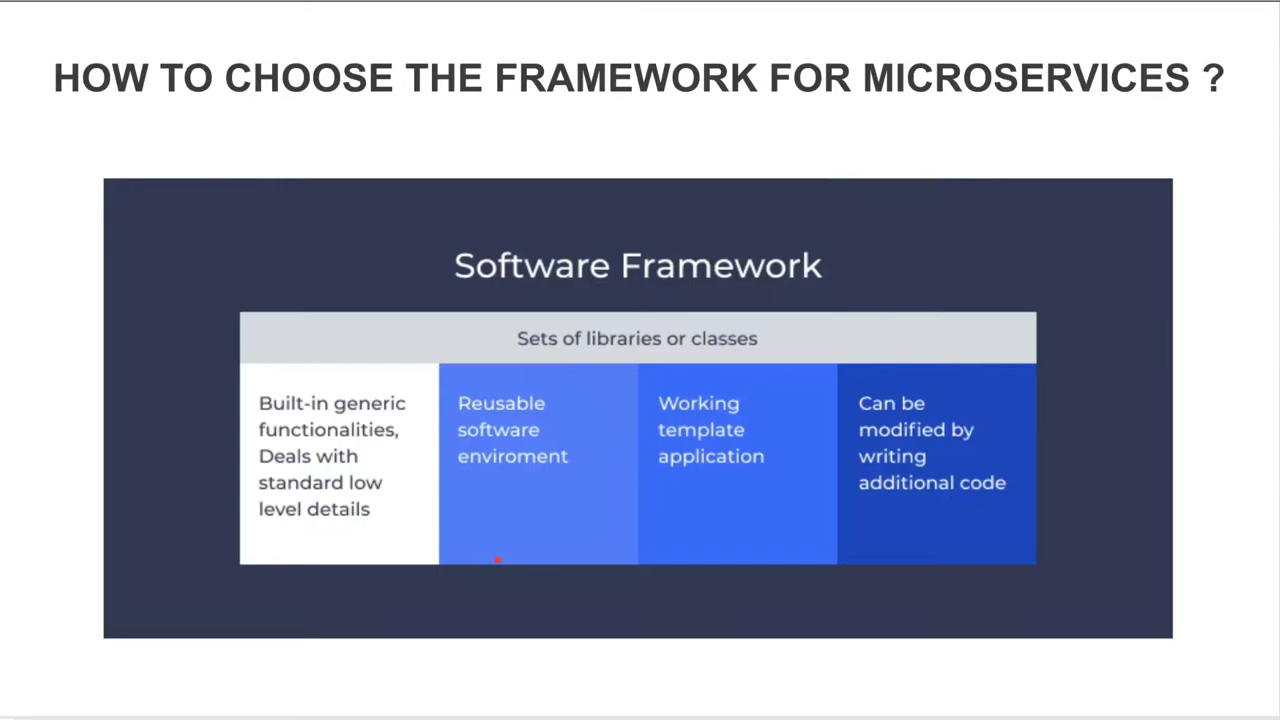 HOW TO CHOOSE THE FRAMEWORK FOR MICROSERVICES ?
Software Framework
Sets of libraries or classes
Built-in generic
functionalities,
Deals with
standard low
level details
Reusable
software
enviroment
Working
template
application
Can be
modified by
writing
additional code